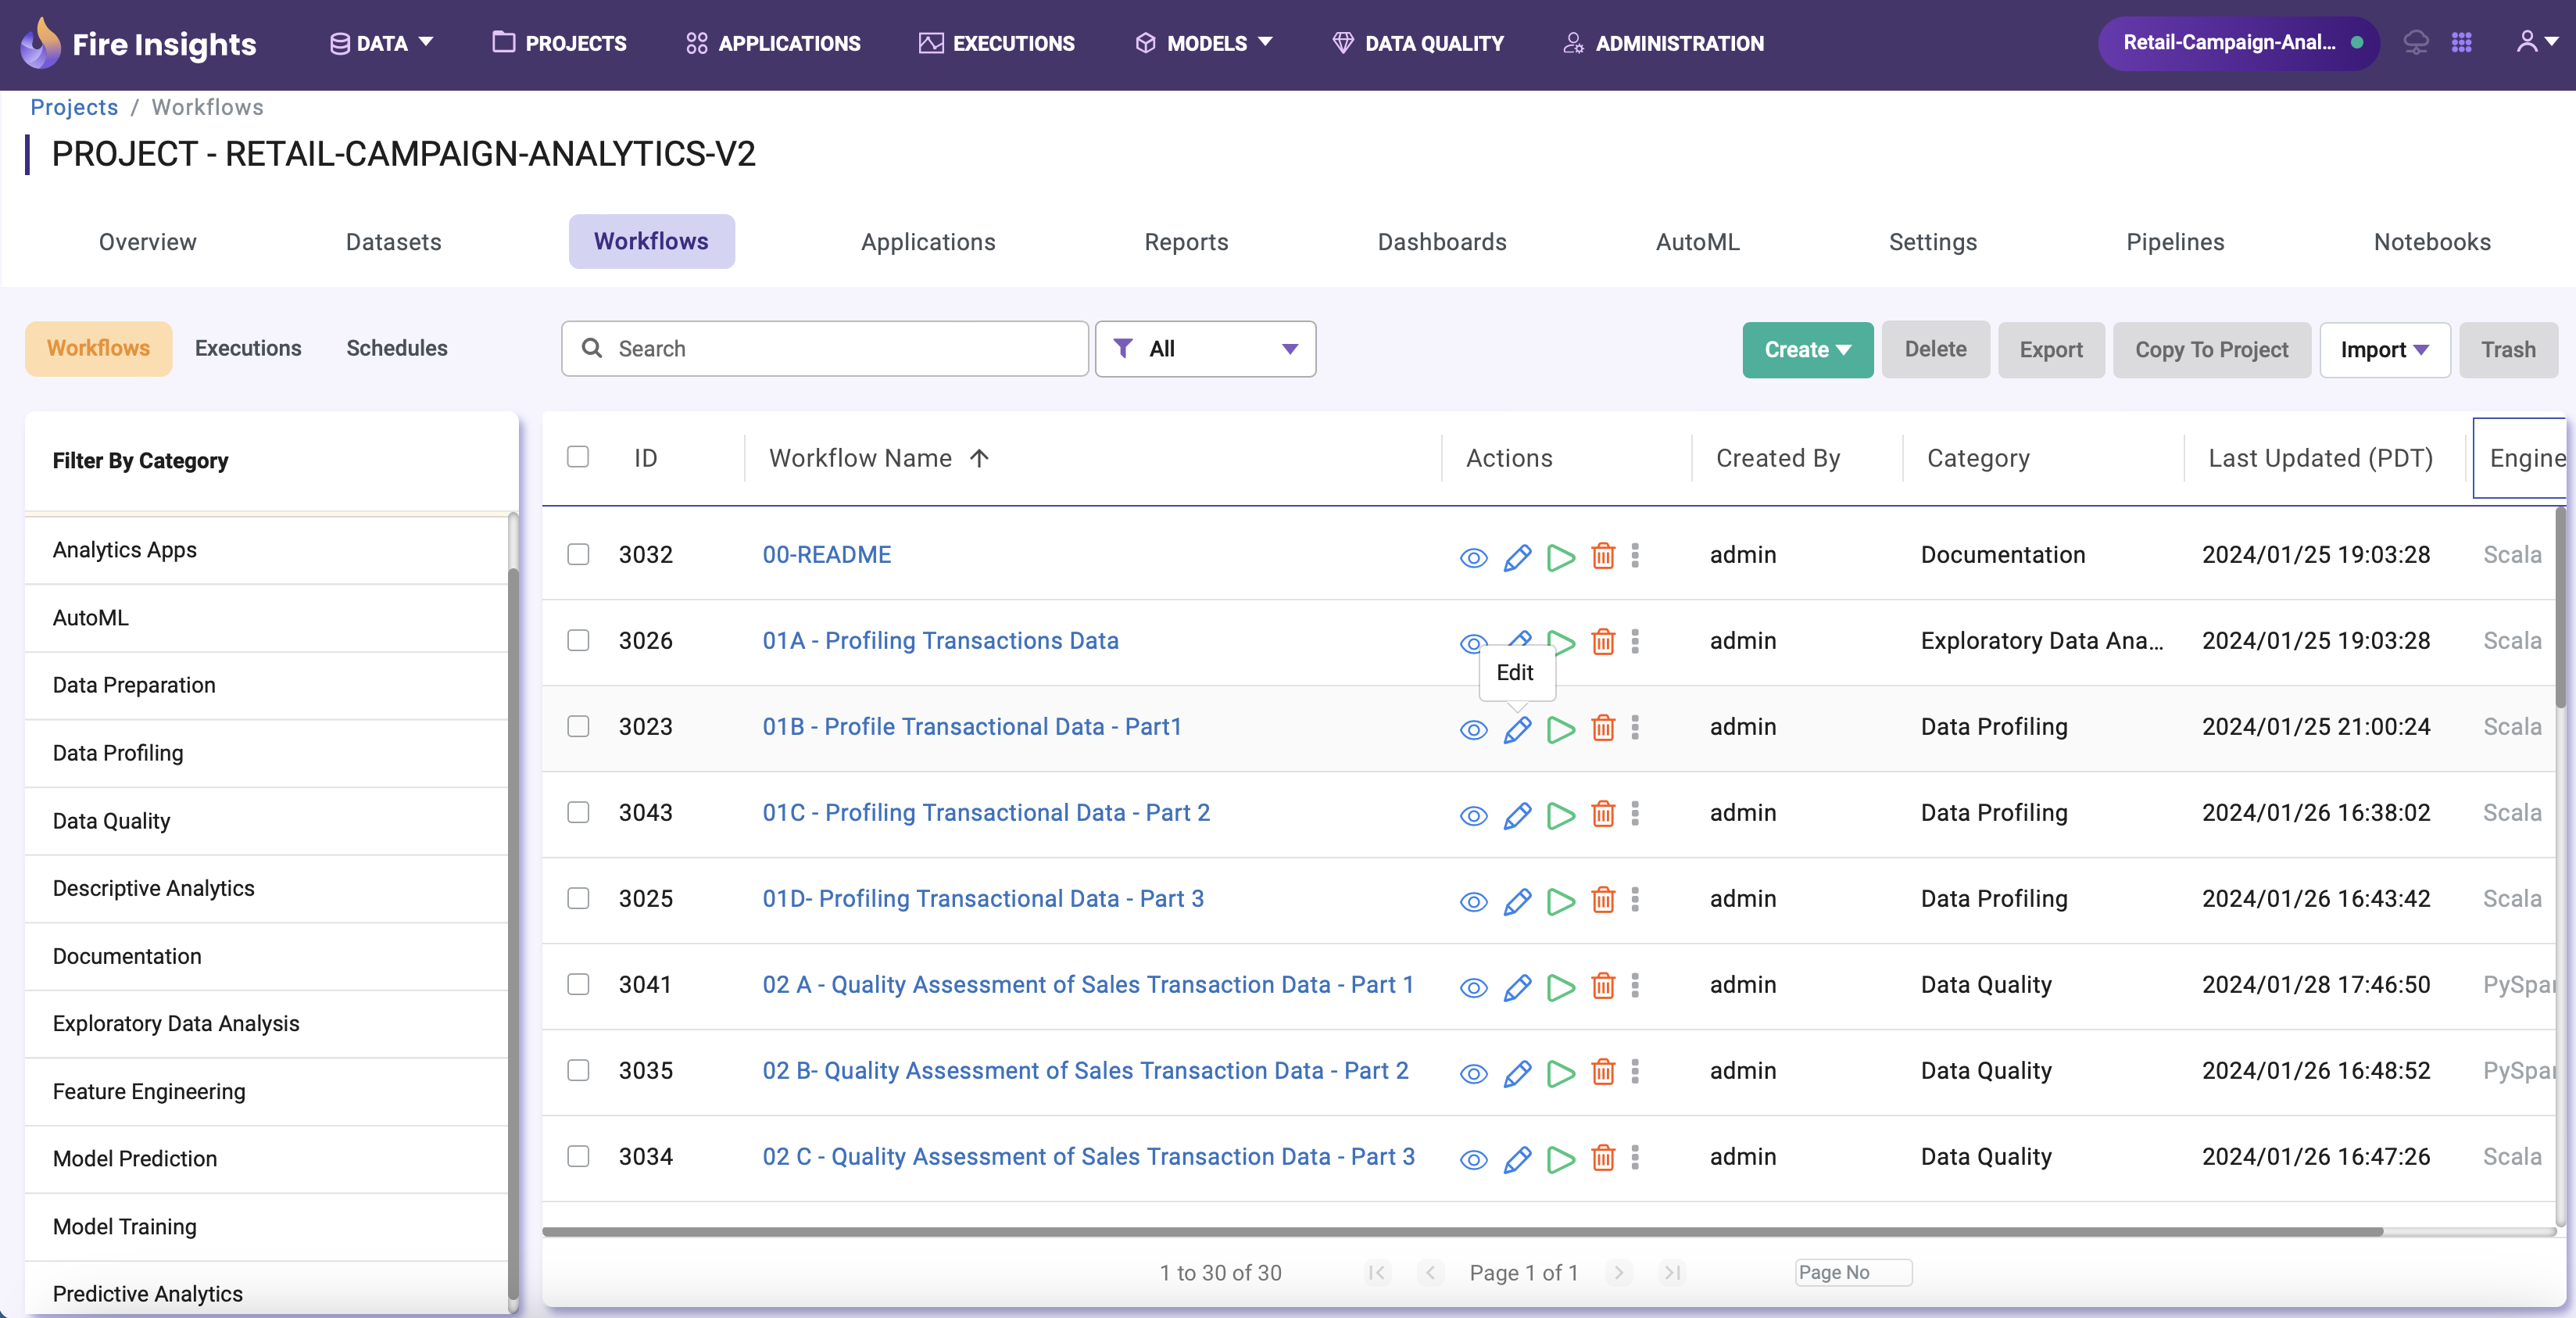 Fire Insights DATA PROJECTS APPLICATIONS EXECUTIONS MODELS DATA QUALITY ADMINISTRATION Retail-Campaign-Anal...
Projects / Workflows
PROJECT - RETAIL-CAMPAIGN-ANALYTICS-V2
Overview Datasets Workflows Applications Reports Dashboards AutoML Settings Pipelines Notebooks
Workflows Executions Schedules Search All Create Delete Export Copy To Project Import Trash
Filter By Category
Analytics Apps
AutoML
Data Preparation
Data Profiling
Data Quality
Descriptive Analytics
Documentation
Exploratory Data Analysis
Feature Engineering
Model Prediction
Model Training
Predictive Analytics
ID Workflow Name Actions Created By Category Last Updated (PDT) Engine
3032 00-README admin Documentation 2024/01/25 19:03:28 Scala
3026 01A - Profiling Transactions Data admin Exploratory Data Ana... 2024/01/25 19:03:28 Scala
Edit
3023 01B - Profile Transactional Data - Part1 admin Data Profiling 2024/01/25 21:00:24 Scala
3043 01C - Profiling Transactional Data - Part 2 admin Data Profiling 2024/01/26 16:38:02 Scala
3025 01D- Profiling Transactional Data - Part 3 admin Data Profiling 2024/01/26 16:43:42 Scala
3041 02 A - Quality Assessment of Sales Transaction Data - Part 1 admin Data Quality 2024/01/28 17:46:50 PySpar
3035 02 B- Quality Assessment of Sales Transaction Data - Part 2 admin Data Quality 2024/01/26 16:48:52 PySpar
3034 02 C - Quality Assessment of Sales Transaction Data - Part 3 admin Data Quality 2024/01/26 16:47:26 Scala
1 to 30 of 30 Page 1 of 1 Page No